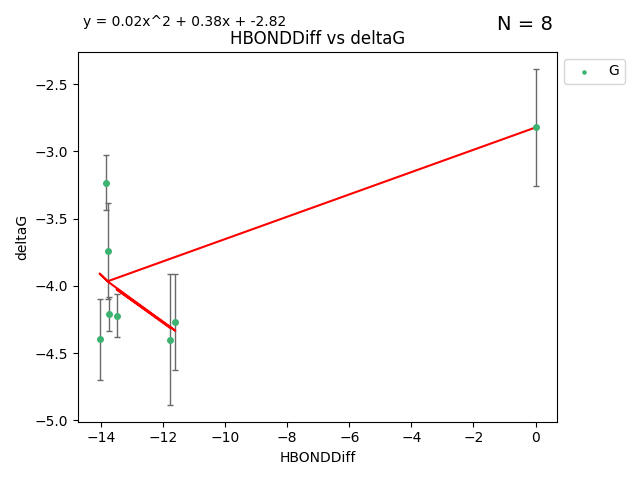 y = 0.02x^2 + 0.38x + -2.82
N = 8
HBONDDiff vs deltaG
G
deltaG
−2.5
−3.0
−3.5
−4.0
−4.5
−5.0
−14 −12 −10 −8 −6 −4 −2 0
HBONDDiff